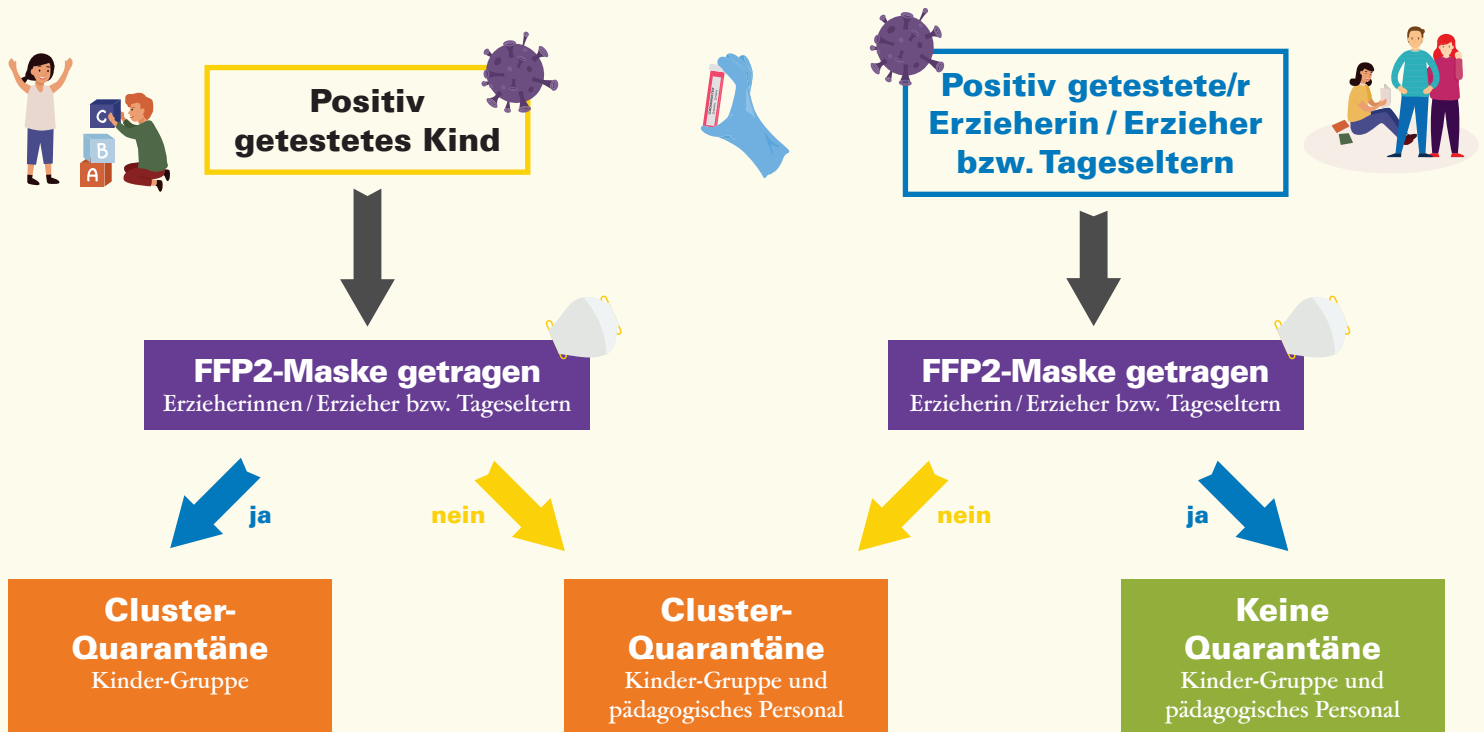 Positiv
getestetes Kind
Positiv getestete/r
Erzieherin / Erzieher
bzw. Tageseltern
C
B
A
FFP2-Maske getragen
Erzieherinnen / Erzieher bzw. Tageseltern
FFP2-Maske getragen
Erzieherin / Erzieher bzw. Tageseltern
ja
nein
nein
ja
Cluster-
Quarantäne
Kinder-Gruppe
Cluster-
Quarantäne
Kinder-Gruppe und
pädagogisches Personal
Keine
Quarantäne
Kinder-Gruppe und
pädagogisches Personal